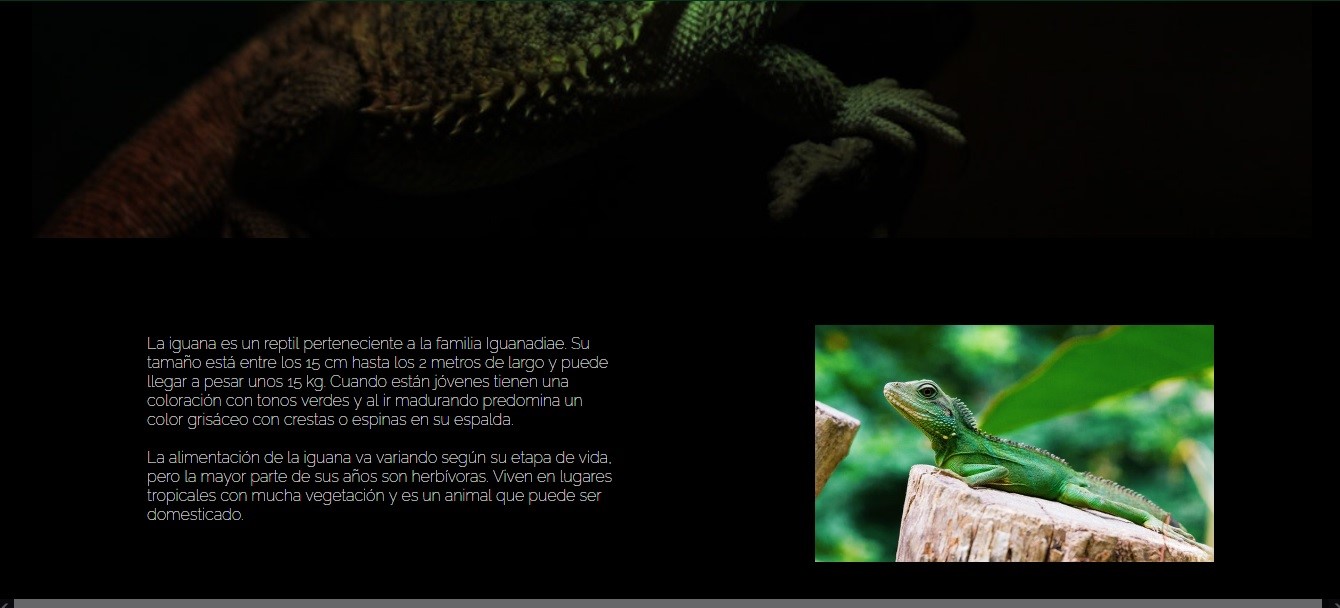 La iguana es un reptil perteneciente a la familia Iguanadiae. Su
tamaño está entre los 15 cm hasta los 2 metros de largo y puede
llegar a pesar unos 15 kg. Cuando están jóvenes tienen una
coloración con tonos verdes y al ir madurando predomina un
color grisáceo con crestas o espinas en su espalda.
La alimentación de la iguana va variando según su etapa de vida,
pero la mayor parte de sus años son herbívoras. Viven en lugares
tropicales con mucha vegetación y es un animal que puede ser
domesticado.